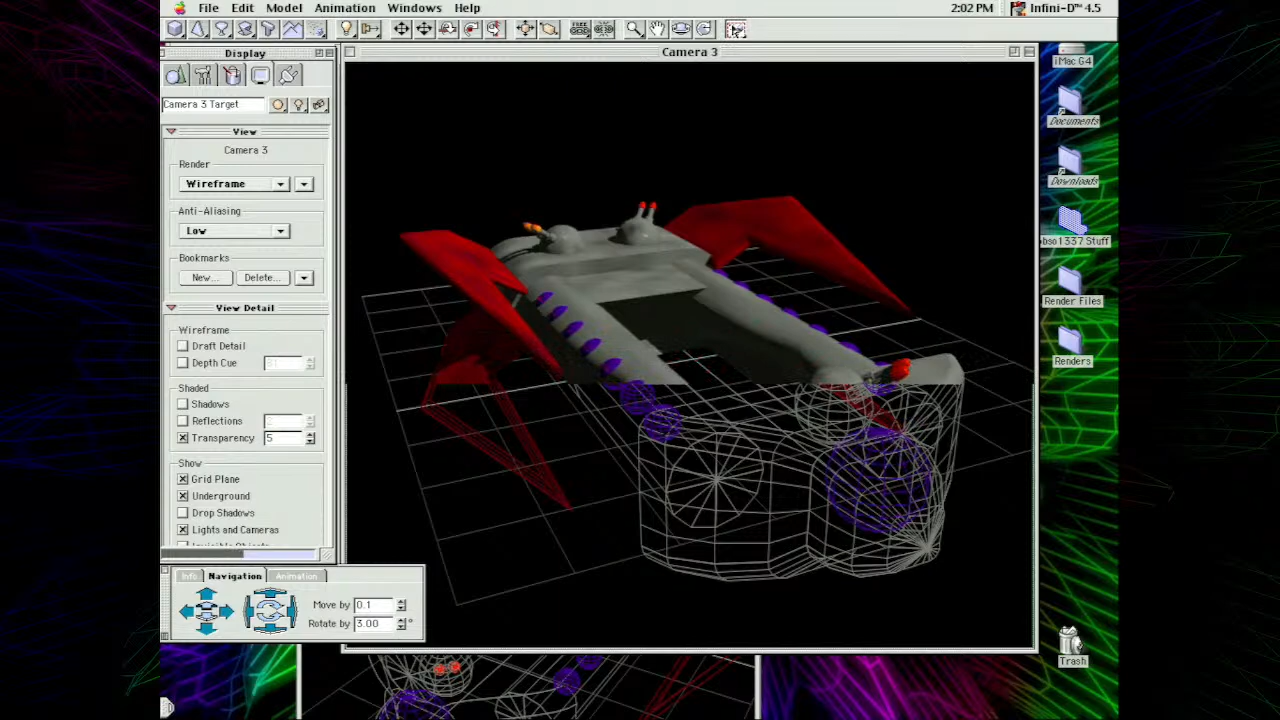 File Edit Model Animation Windows Help 2:02 PM Infini-D™ 4.5
Display
Camera 3
iMac G4
Camera 3 Target
Documents
View
Camera 3
Render
Wireframe
Downloads
Anti-Aliasing
Low
obso1337 Stuff
Bookmarks
New... Delete...
Render Files
View Detail
Wireframe
Draft Detail
Depth Cue
Renders
Shaded
Shadows
Reflections
Transparency 5
Show
Grid Plane
Underground
Drop Shadows
Lights and Cameras
Info Navigation Animation
Move by 0.1
Rotate by 3.00 °
FREE
Trash